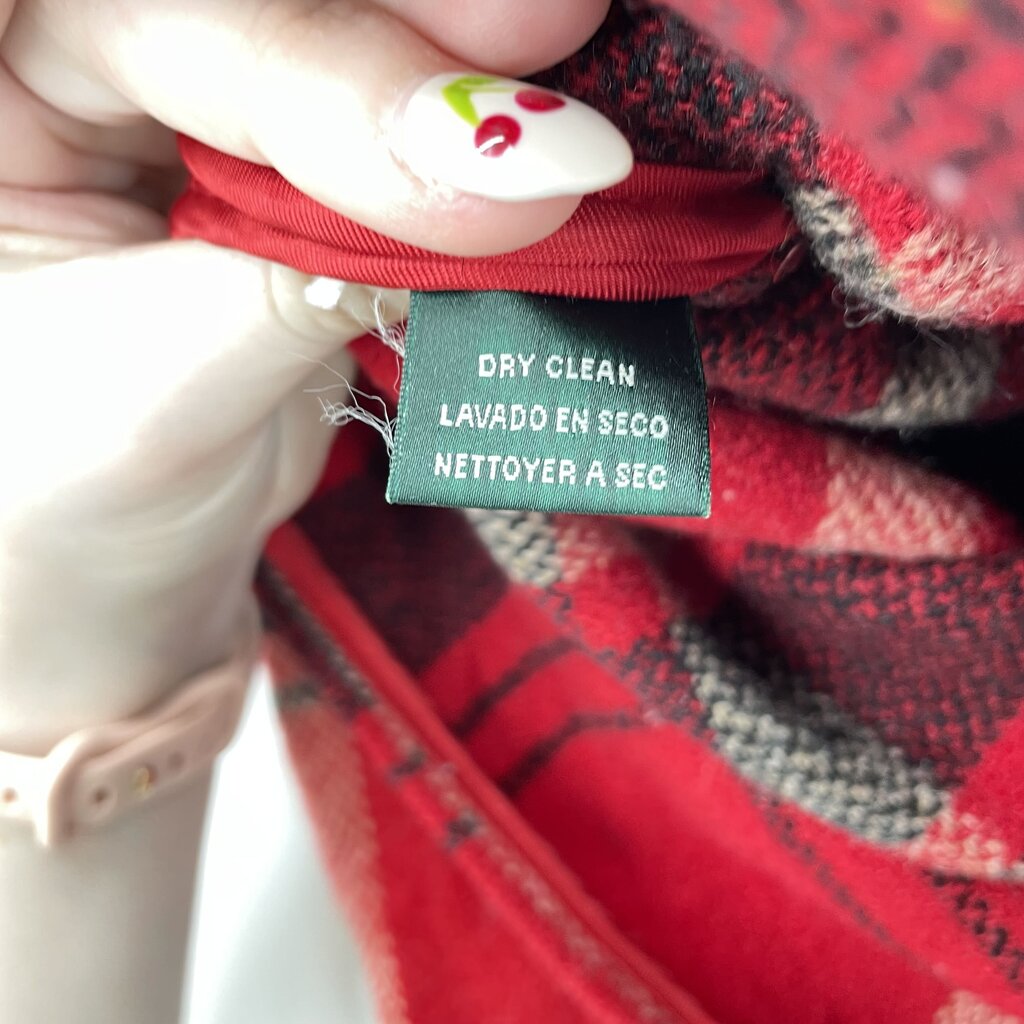 DRY CLEAN
LAVADO EN SECO
NETTOYER A SEC